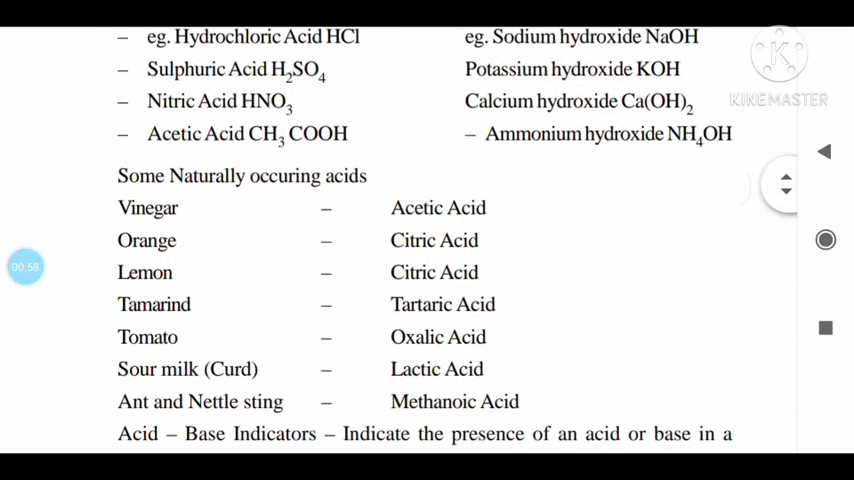 – eg. Hydrochloric Acid HCl eg. Sodium hydroxide NaOH
– Sulphuric Acid H₂SO₄ Potassium hydroxide KOH
– Nitric Acid HNO₃ Calcium hydroxide Ca(OH)₂
– Acetic Acid CH₃ COOH – Ammonium hydroxide NH₄OH
Some Naturally occuring acids
Vinegar – Acetic Acid
Orange – Citric Acid
Lemon – Citric Acid
Tamarind – Tartaric Acid
Tomato – Oxalic Acid
Sour milk (Curd) – Lactic Acid
Ant and Nettle sting – Methanoic Acid
Acid – Base Indicators – Indicate the presence of an acid or base in a
K
KINEMASTER
00:58